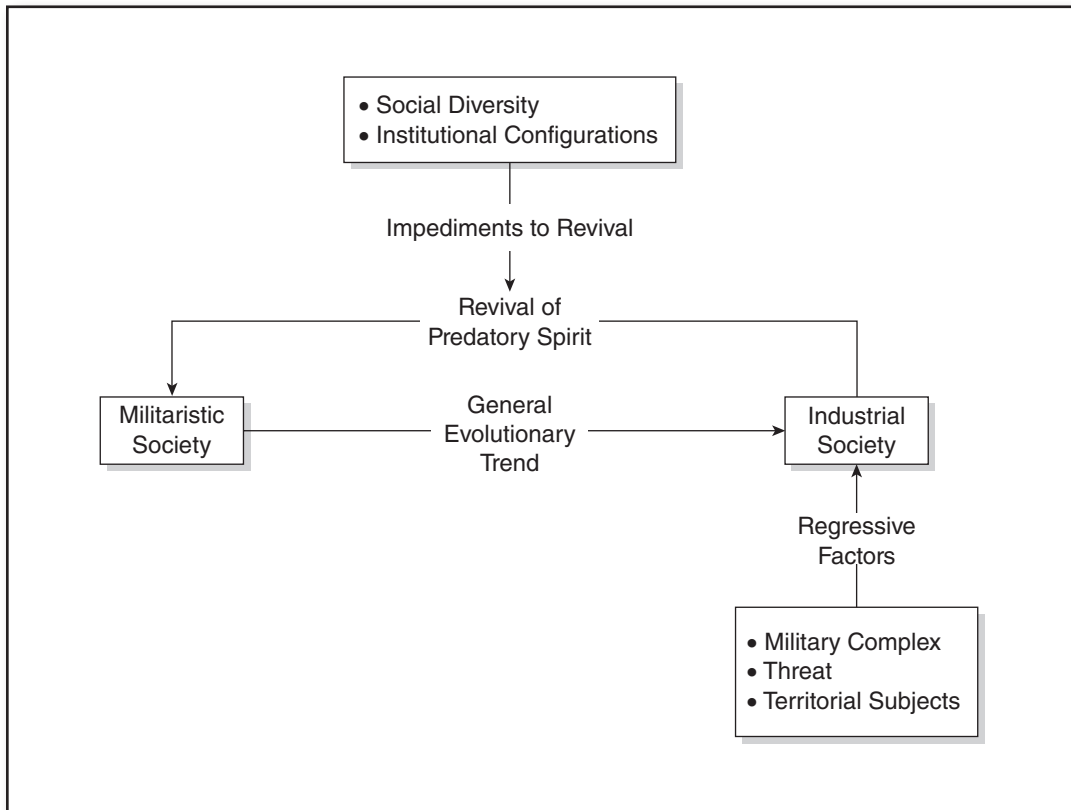 • Social Diversity
• Institutional Configurations
Impediments to Revival
Revival of
Predatory Spirit
Militaristic
Society
General
Evolutionary
Trend
Industrial
Society
Regressive
Factors
• Military Complex
• Threat
• Territorial Subjects